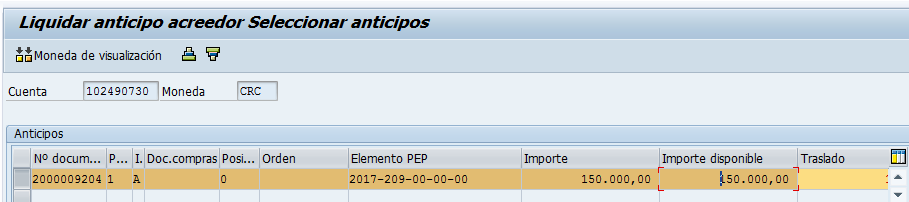 Liquidar anticipo acreedor Seleccionar anticipos
Moneda de visualización
Cuenta 102490730 Moneda CRC
Anticipos
Nº docum... P... I. Doc.compras Posi... Orden Elemento PEP Importe Importe disponible Traslado
2000009204 1 A 0 2017-209-00-00-00 150.000,00 150.000,00